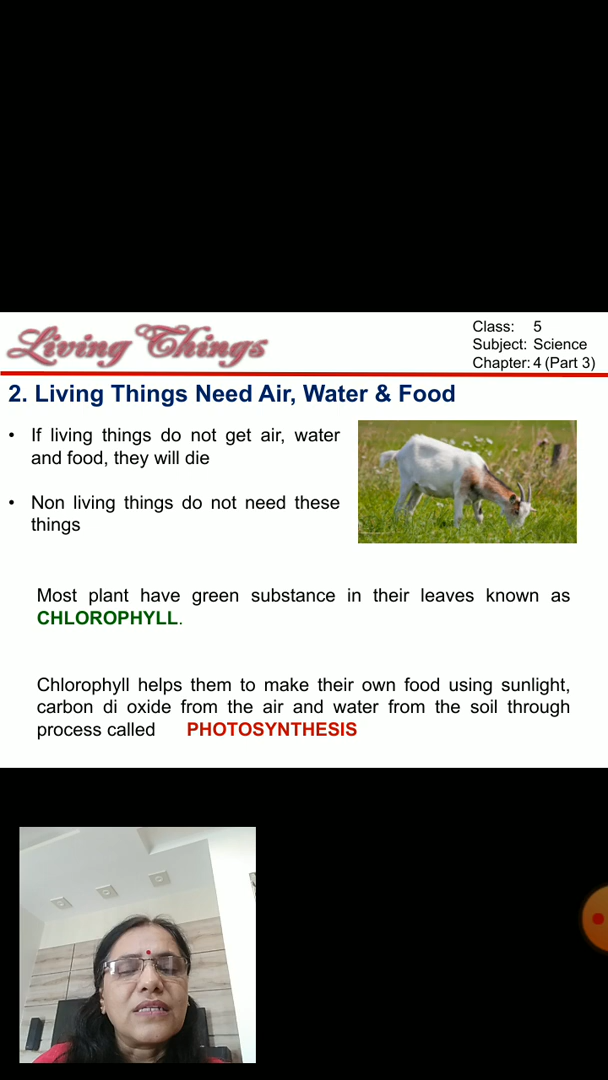 Living Things
Class: 5
Subject: Science
Chapter: 4 (Part 3)
2. Living Things Need Air, Water & Food
• If living things do not get air, water
and food, they will die
• Non living things do not need these
things
Most plant have green substance in their leaves known as
CHLOROPHYLL.
Chlorophyll helps them to make their own food using sunlight,
carbon di oxide from the air and water from the soil through
process called PHOTOSYNTHESIS